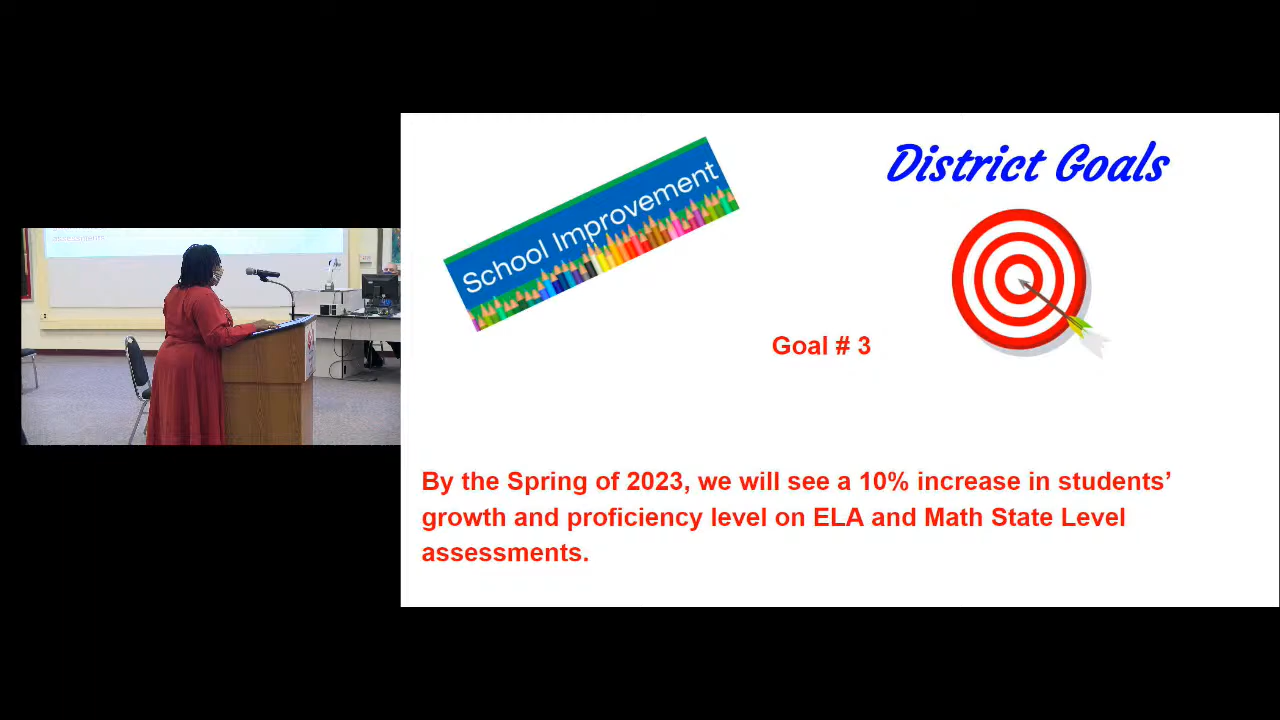 District Goals
School Improvement
Goal # 3
By the Spring of 2023, we will see a 10% increase in students’
growth and proficiency level on ELA and Math State Level
assessments.
assessments.